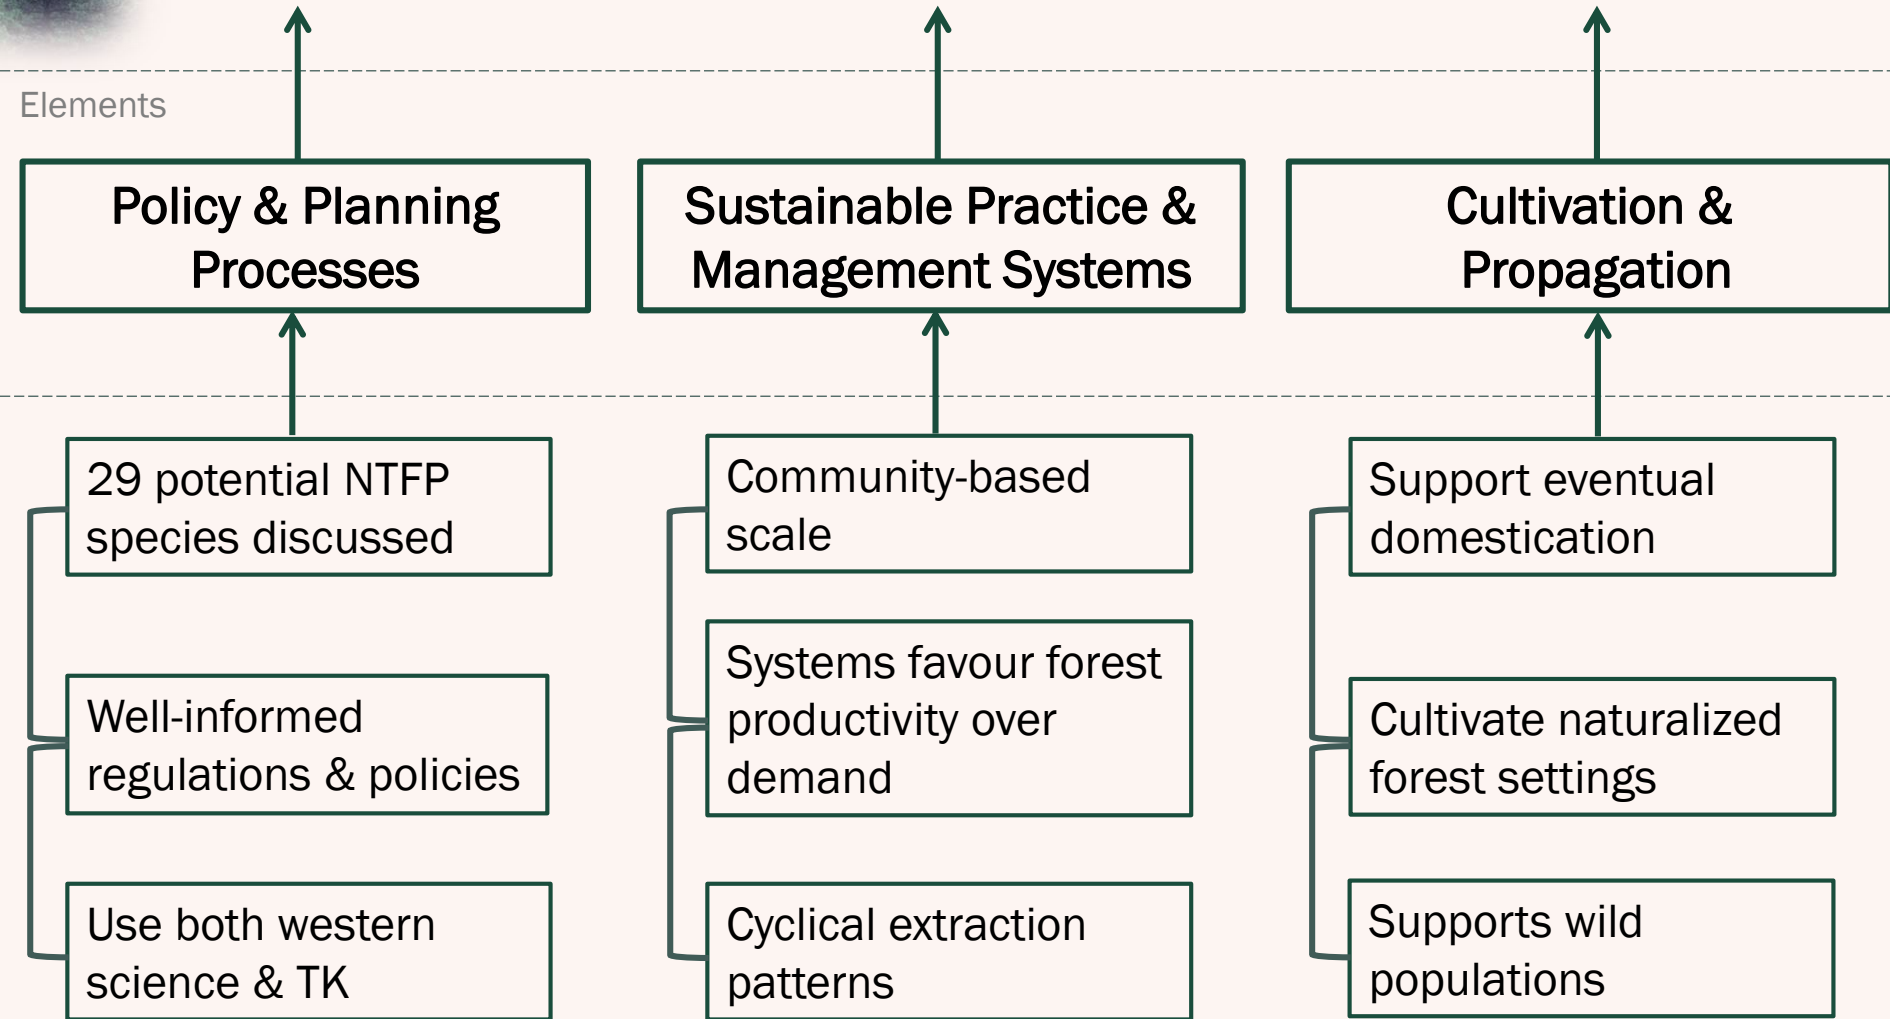 Elements
Policy & Planning
Processes
Sustainable Practice &
Management Systems
Cultivation &
Propagation
29 potential NTFP
species discussed
Well-informed
regulations & policies
Use both western
science & TK
Community-based
scale
Systems favour forest
productivity over
demand
Cyclical extraction
patterns
Support eventual
domestication
Cultivate naturalized
forest settings
Supports wild
populations